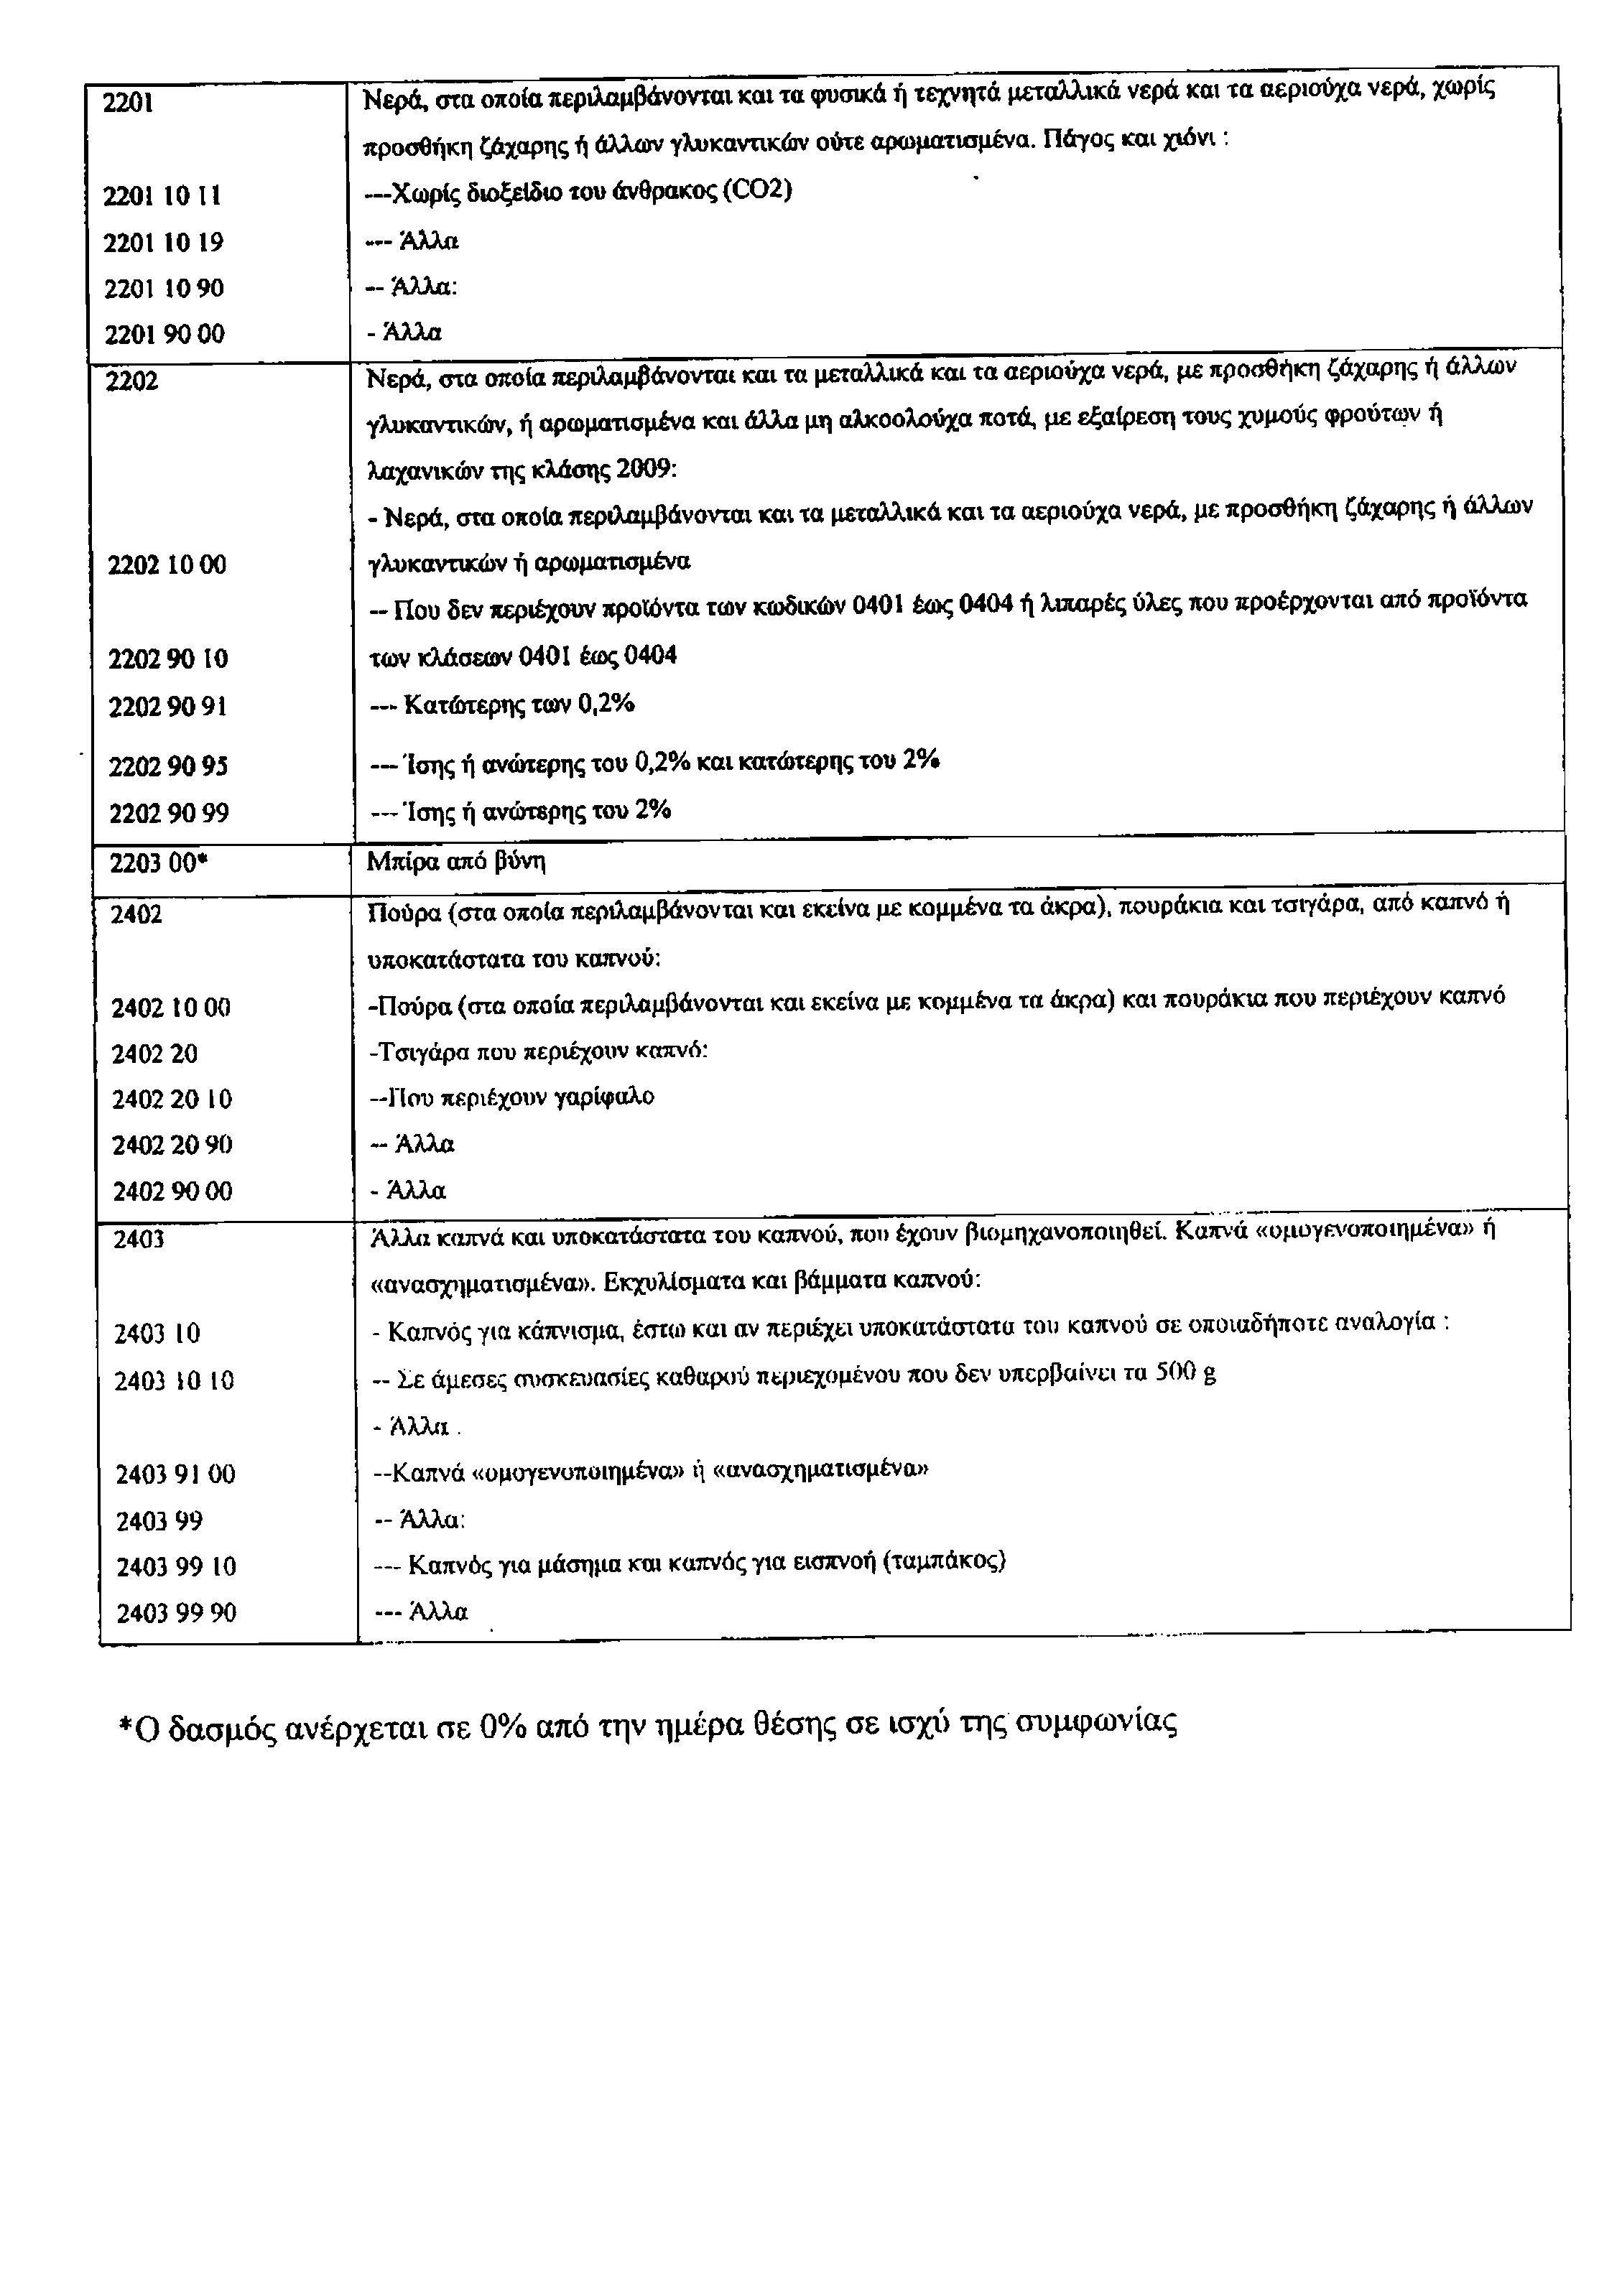 2201 Νερά, στα οποία περιλαμβάνονται και τα φυσικά ή τεχνητά μεταλλικά νερά και τα αεριούχα νερά, χωρίς
προσθήκη ζάχαρης ή άλλων γλυκαντικών ούτε αρωματισμένα. Πάγος και χιόνι :
2201 10 11 ---Χωρίς διοξείδιο του άνθρακος (CO2)
2201 10 19 --- Άλλα
2201 10 90 -- Άλλα:
2201 90 00 - Άλλα
2202 Νερά, στα οποία περιλαμβάνονται και τα μεταλλικά και τα αεριούχα νερά, με προσθήκη ζάχαρης ή άλλων
γλυκαντικών, ή αρωματισμένα και άλλα μη αλκοολούχα ποτά, με εξαίρεση τους χυμούς φρούτων ή
λαχανικών της κλάσης 2009:
- Νερά, στα οποία περιλαμβάνονται και τα μεταλλικά και τα αεριούχα νερά, με προσθήκη ζάχαρης ή άλλων
2202 10 00 γλυκαντικών ή αρωματισμένα
-- Που δεν περιέχουν προϊόντα των κωδικών 0401 έως 0404 ή λιπαρές ύλες που προέρχονται από προϊόντα
2202 90 10 των κλάσεων 0401 έως 0404
2202 90 91 --- Κατώτερης των 0,2%
2202 90 95 --- Ίσης ή ανώτερης του 0,2% και κατώτερης του 2%
2202 90 99 --- Ίσης ή ανώτερης του 2%
2203 00* Μπίρα από βύνη
2402 Πούρα (στα οποία περιλαμβάνονται και εκείνα με κομμένα τα άκρα), πουράκια και τσιγάρα, από καπνό ή
υποκατάστατα του καπνού:
2402 10 00 -Πούρα (στα οποία περιλαμβάνονται και εκείνα με κομμένα τα άκρα) και πουράκια που περιέχουν καπνό
2402 20 -Τσιγάρα που περιέχουν καπνό:
2402 20 10 --Που περιέχουν γαρίφαλο
2402 20 90 -- Άλλα
2402 90 00 - Άλλα
2403 Άλλα καπνά και υποκατάστατα του καπνού, που έχουν βιομηχανοποιηθεί. Καπνά «ομογενοποιημένα» ή
«ανασχηματισμένα». Εκχυλίσματα και βάμματα καπνού:
2403 10 - Καπνός για κάπνισμα, έστω και αν περιέχει υποκατάστατα του καπνού σε οποιαδήποτε αναλογία :
2403 10 10 -- Σε άμεσες συσκευασίες καθαρού περιεχομένου που δεν υπερβαίνει τα 500 g
- Άλλα .
2403 91 00 --Καπνά «ομογενοποιημένα» ή «ανασχηματισμένα»
2403 99 -- Άλλα:
2403 99 10 --- Καπνός για μάσημα και καπνός για εισπνοή (ταμπάκος)
2403 99 90 --- Άλλα
*Ο δασμός ανέρχεται σε 0% από την ημέρα θέσης σε ισχύ της συμφωνίας